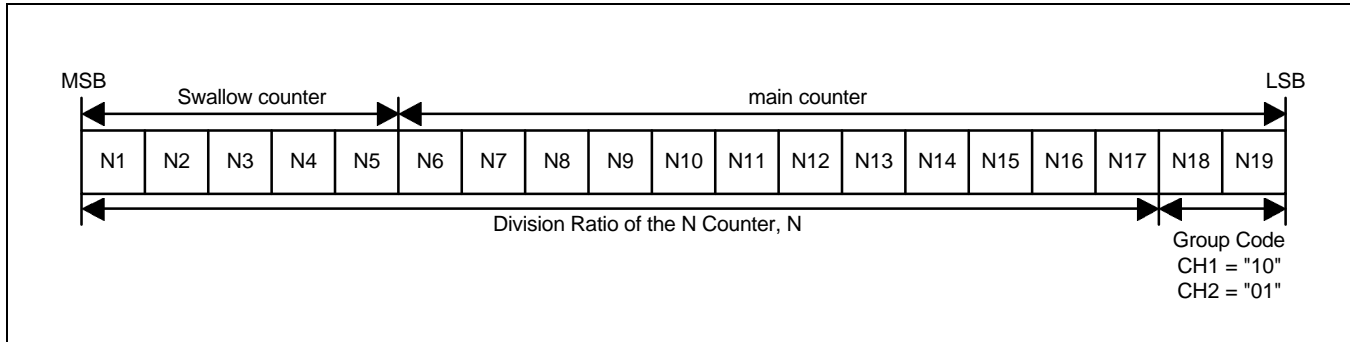 MSB LSB
Swallow counter main counter
N1 N2 N3 N4 N5 N6 N7 N8 N9 N10 N11 N12 N13 N14 N15 N16 N17 N18 N19
Division Ratio of the N Counter, N
Group Code
CH1 = "10"
CH2 = "01"